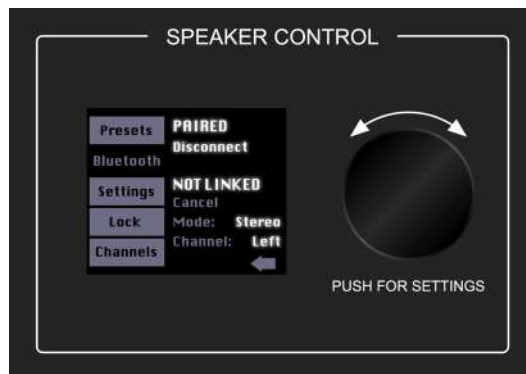 SPEAKER CONTROL
Presets
Bluetooth
Settings
Lock
Channels
PAIRED
Disconnect
NOT LINKED
Cancel
Mode: Stereo
Channel: Left
PUSH FOR SETTINGS